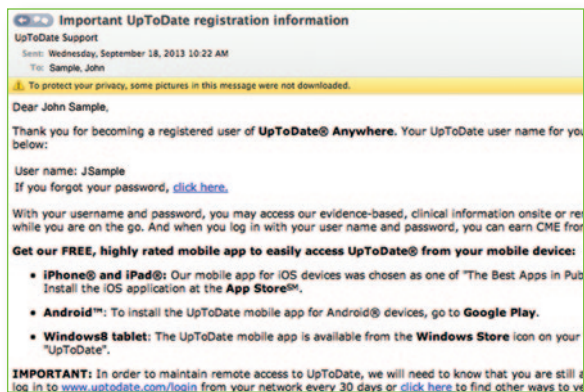 Important UpToDate registration information
UpToDate Support
Sent: Wednesday, September 18, 2013 10:22 AM
To: Sample, John
To protect your privacy, some pictures in this message were not downloaded.
Dear John Sample,
Thank you for becoming a registered user of UpToDate® Anywhere. Your UpToDate user name for you
below:
User name: JSample
If you forgot your password, click here.
With your username and password, you may access our evidence-based, clinical information onsite or re
while you are on the go. And when you log in with your user name and password, you can earn CME from
Get our FREE, highly rated mobile app to easily access UpToDate® from your mobile device:
• iPhone® and iPad®: Our mobile app for iOS devices was chosen as one of "The Best Apps in Pub
Install the iOS application at the App Store℠.
• Android™: To install the UpToDate mobile app for Android® devices, go to Google Play.
• Windows8 tablet: The UpToDate mobile app is available from the Windows Store icon on your
"UpToDate".
IMPORTANT: In order to maintain remote access to UpToDate, we will need to know that you are still
log in to www.uptodate.com/login from your network every 30 days or click here to find other ways to